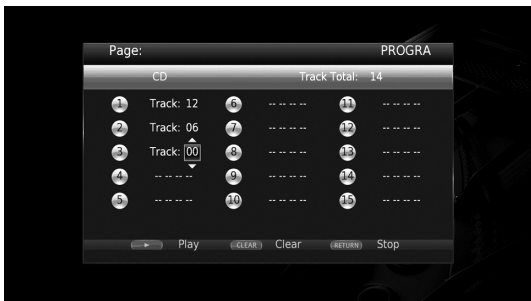 Page: PROGRA
CD Track Total: 14
1 Track: 12 6 -- -- -- -- 11 -- -- -- --
2 Track: 06 7 -- -- -- -- 12 -- -- -- --
3 Track: 00 8 -- -- -- -- 13 -- -- -- --
4 -- -- -- -- 9 -- -- -- -- 14 -- -- -- --
5 -- -- -- -- 10 -- -- -- -- 15 -- -- -- --
Play CLEAR Clear RETURN Stop